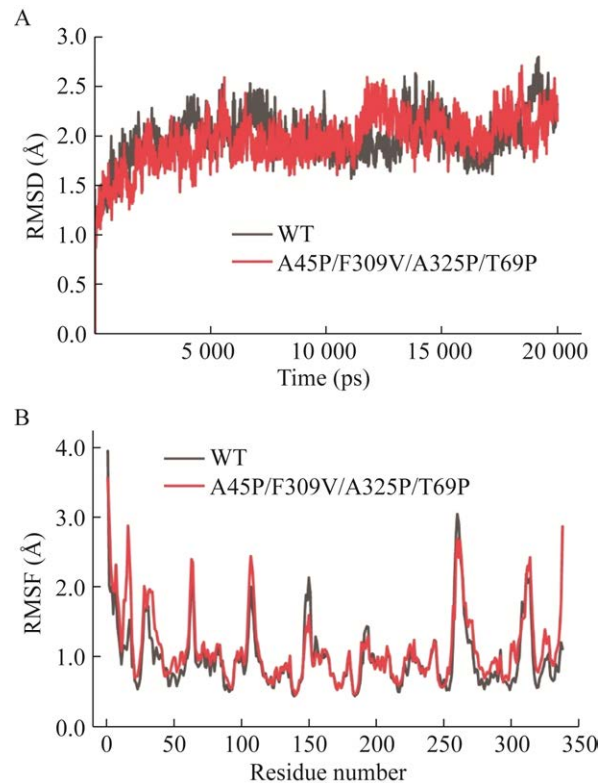 A
3.0
2.5
2.0
1.5
1.0
0.5
0.0
RMSD (Å)
WT
A45P/F309V/A325P/T69P
5 000 10 000 15 000 20 000
Time (ps)
B
4.0
3.0
2.0
1.0
0.0
RMSF (Å)
WT
A45P/F309V/A325P/T69P
0 50 100 150 200 250 300 350
Residue number